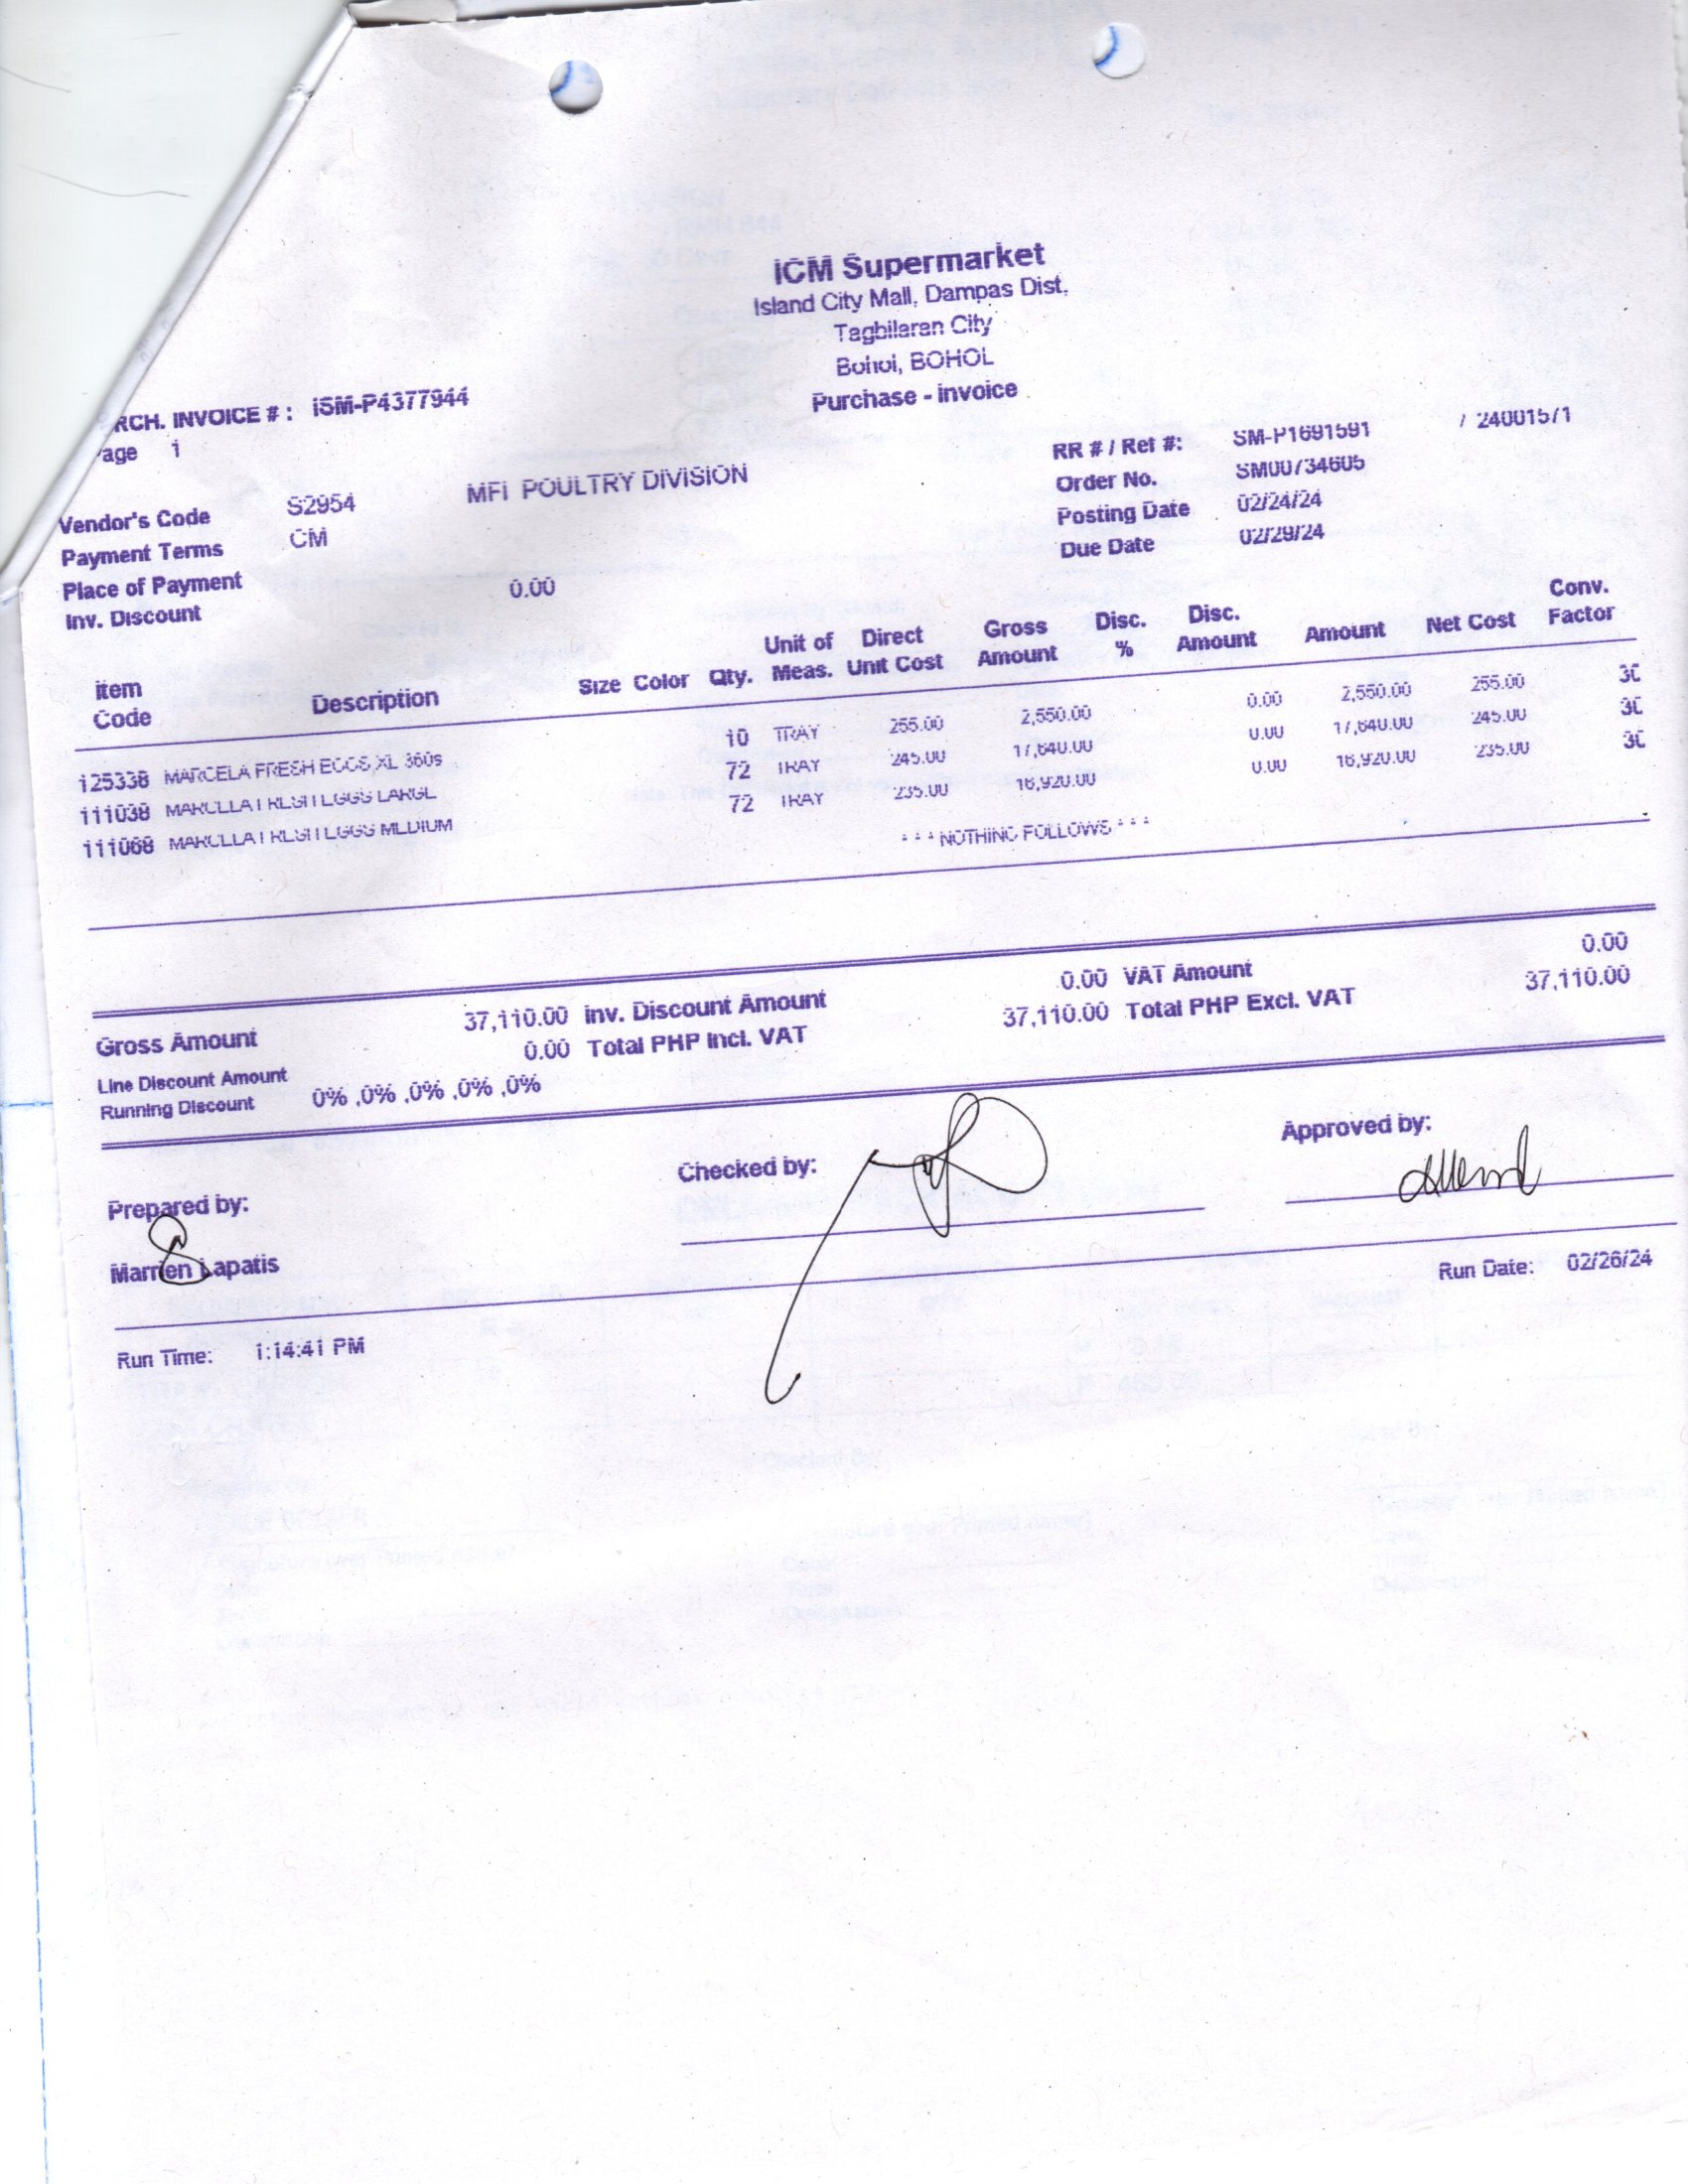 ICM Supermarket
Island City Mall, Dampas Dist.
Tagbilaran City
Bohol, BOHOL
Purchase - Invoice
RCH. INVOICE # : ISM-P4377944
age 1
RR # / Ref #: SM-P1691591 / 24001571
Order No. SM00734605
Posting Date 02/24/24
Due Date 02/29/24
Vendor's Code S2954 MFI POULTRY DIVISION
Payment Terms CM
Place of Payment
Inv. Discount 0.00
Item Code Description Size Color Qty. Unit of Meas. Direct Unit Cost Gross Amount Disc. % Disc. Amount Amount Net Cost Conv. Factor
125338 MARCELA FRESH EGGS XL 360s 10 TRAY 255.00 2,550.00 0.00 2,550.00 255.00 30
111038 MARCELLA FRESH EGGS LARGE 72 TRAY 245.00 17,640.00 0.00 17,640.00 245.00 30
111068 MARCELLA FRESH EGGS MEDIUM 72 TRAY 235.00 16,920.00 0.00 16,920.00 235.00 30
* * * NOTHING FOLLOWS * * *
Gross Amount 37,110.00 Inv. Discount Amount 0.00 VAT Amount 0.00
Line Discount Amount 0.00 Total PHP Incl. VAT 37,110.00 Total PHP Excl. VAT 37,110.00
Running Discount 0% ,0% ,0% ,0% ,0%
Prepared by: Checked by: Approved by:
Lapatis
Run Time: 1:14:41 PM Run Date: 02/26/24